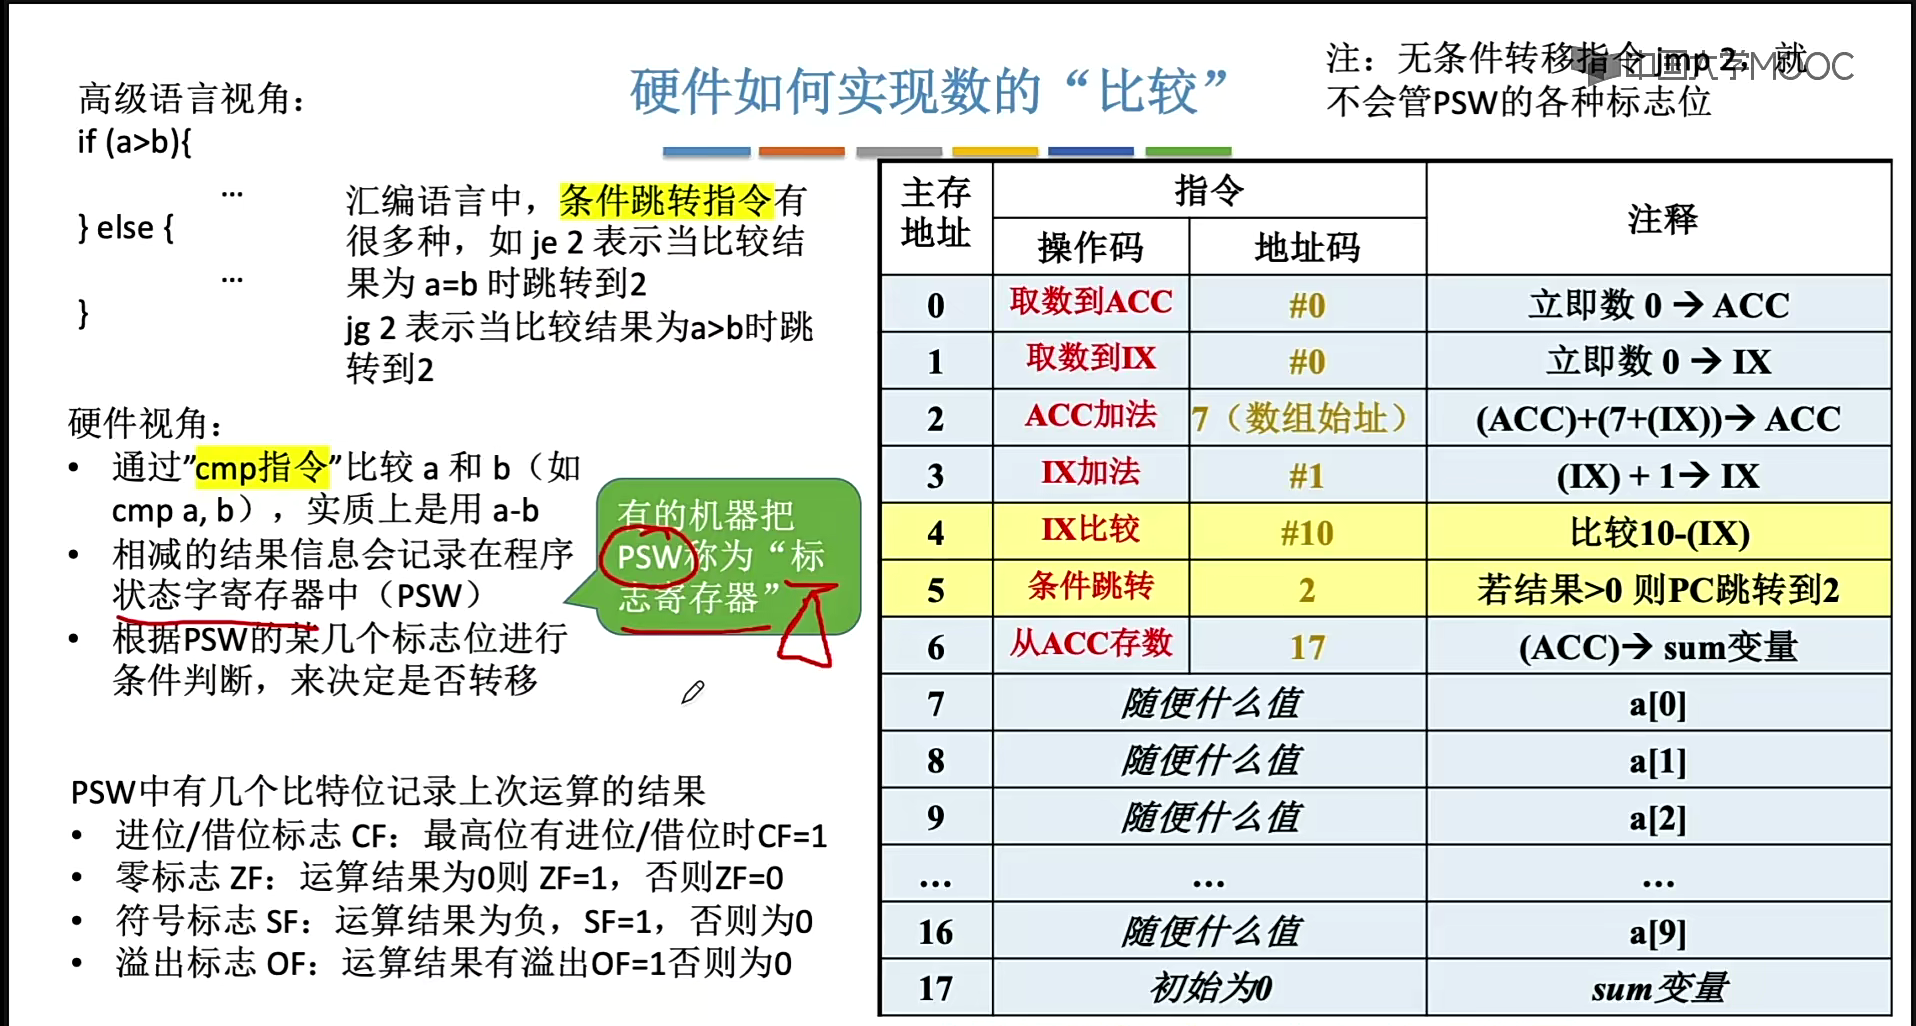 硬件如何实现数的“比较”
注：无条件转移指令 jmp 2，就
不会管PSW的各种标志位
中国大学MOOC
高级语言视角：
if (a>b){
...
} else {
...
}
汇编语言中，条件跳转指令有
很多种，如 je 2 表示当比较结
果为 a=b 时跳转到2
jg 2 表示当比较结果为a>b时跳
转到2
硬件视角：
• 通过”cmp指令”比较 a 和 b（如
cmp a, b），实质上是用 a-b
• 相减的结果信息会记录在程序
状态字寄存器中（PSW）
• 根据PSW的某几个标志位进行
条件判断，来决定是否转移
有的机器把
PSW称为“标
志寄存器”
PSW中有几个比特位记录上次运算的结果
• 进位/借位标志 CF：最高位有进位/借位时CF=1
• 零标志 ZF：运算结果为0则 ZF=1，否则ZF=0
• 符号标志 SF：运算结果为负，SF=1，否则为0
• 溢出标志 OF：运算结果有溢出OF=1否则为0
主存
地址
指令
注释
操作码 地址码
0 取数到ACC #0 立即数 0 → ACC
1 取数到IX #0 立即数 0 → IX
2 ACC加法 7（数组始址） (ACC)+(7+(IX))→ ACC
3 IX加法 #1 (IX) + 1→ IX
4 IX比较 #10 比较10-(IX)
5 条件跳转 2 若结果>0 则PC跳转到2
6 从ACC存数 17 (ACC)→ sum变量
7 随便什么值 a[0]
8 随便什么值 a[1]
9 随便什么值 a[2]
... ... ...
16 随便什么值 a[9]
17 初始为0 sum变量